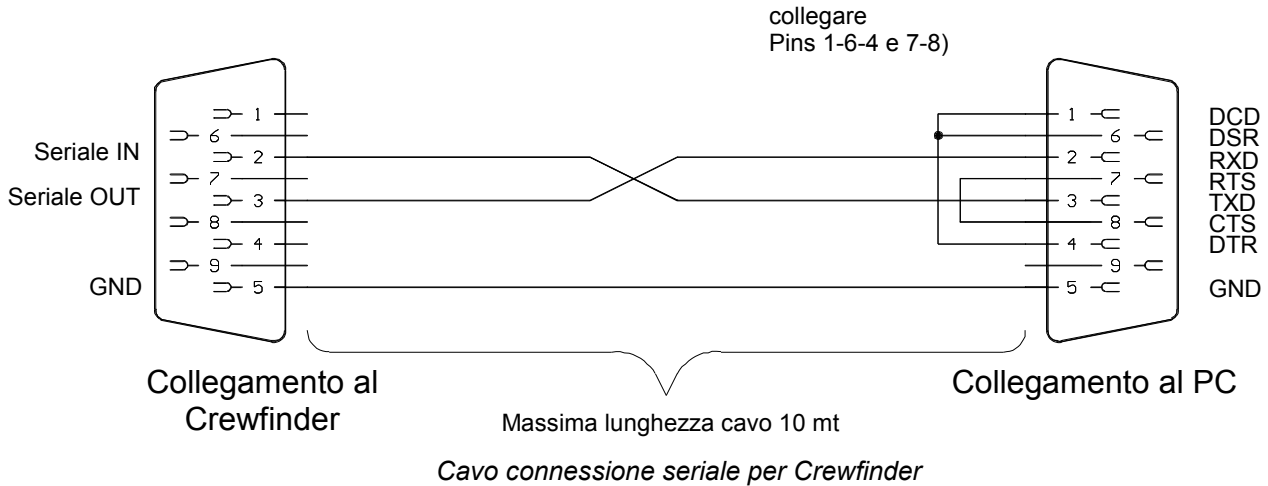 collegare
Pins 1-6-4 e 7-8)
1
6
Seriale IN
2
7
Seriale OUT
3
8
4
9
GND
5
1
DCD
6
DSR
2
RXD
7
RTS
3
TXD
8
CTS
4
DTR
9
5
GND
Collegamento al
Crewfinder
Collegamento al PC
Massima lunghezza cavo 10 mt
Cavo connessione seriale per Crewfinder